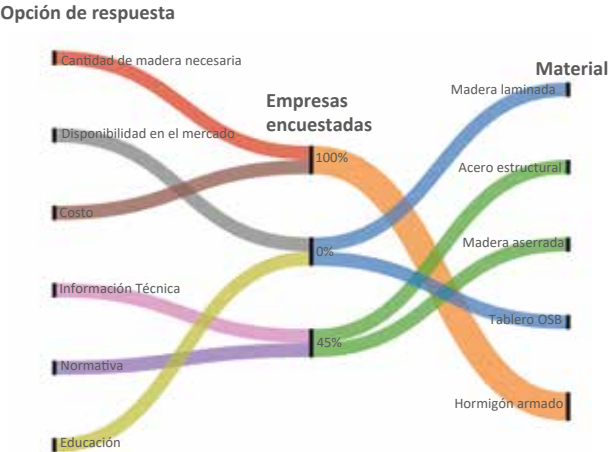 Opción de respuesta
Cantidad de madera necesaria
Disponibilidad en el mercado
Costo
Información Técnica
Normativa
Educación
Empresas
encuestadas
100%
0%
45%
Material
Madera laminada
Acero estructural
Madera aserrada
Tablero OSB
Hormigón armado